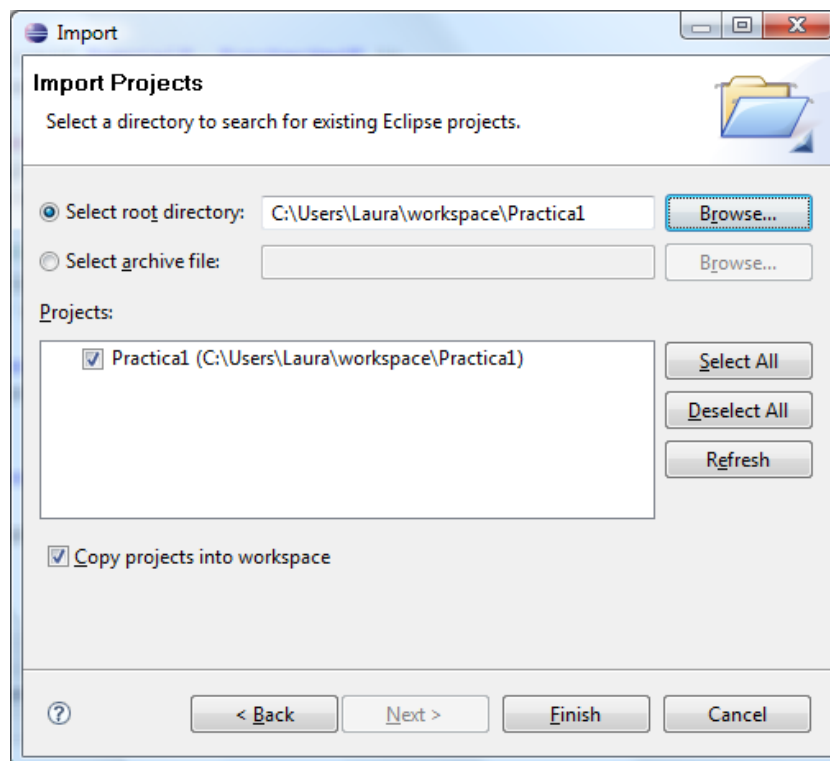 Import
Import Projects
Select a directory to search for existing Eclipse projects.
Select root directory: C:\Users\Laura\workspace\Practica1 Browse...
Select archive file: Browse...
Projects:
Practica1 (C:\Users\Laura\workspace\Practica1)
Select All
Deselect All
Refresh
Copy projects into workspace
? < Back Next > Finish Cancel